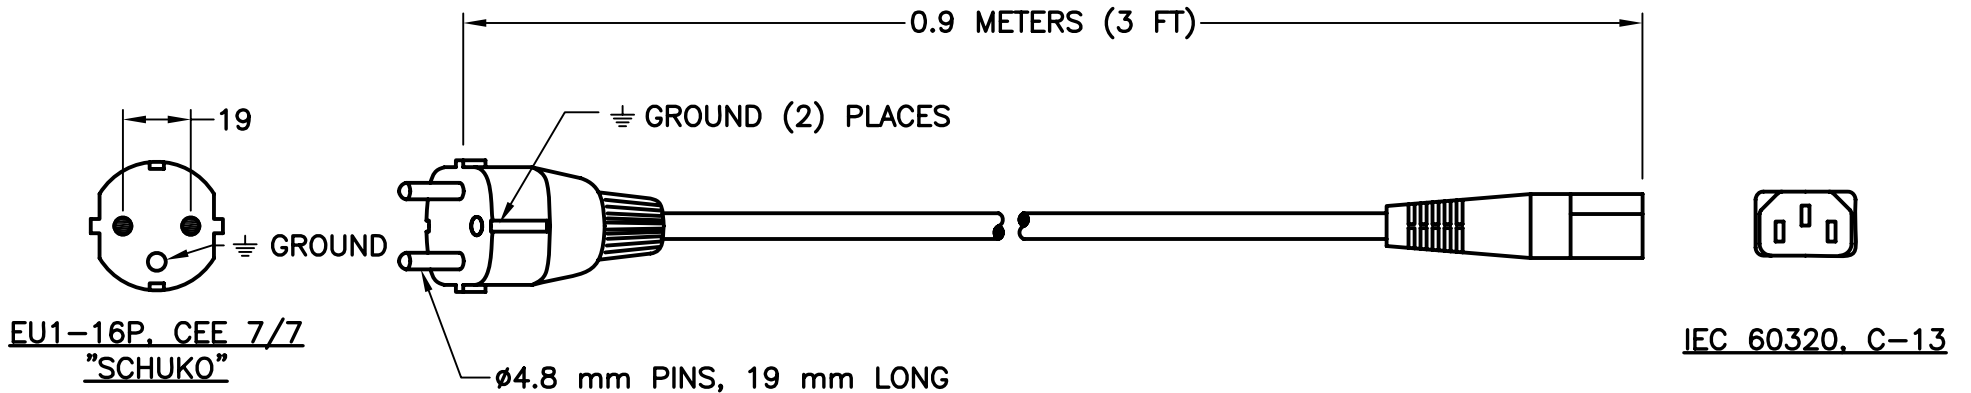 0.9 METERS (3 FT)
19
⏚ GROUND (2) PLACES
⏚ GROUND
EU1-16P, CEE 7/7
"SCHUKO"
IEC 60320, C-13
ø4.8 mm PINS, 19 mm LONG